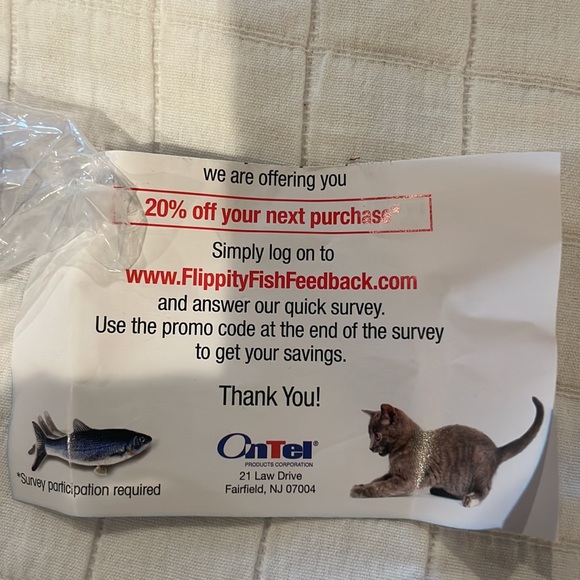 we are offering you
20% off your next purchase*
Simply log on to
www.FlippityFishFeedback.com
and answer our quick survey.
Use the promo code at the end of the survey
to get your savings.
Thank You!
OnTel®
PRODUCTS CORPORATION
21 Law Drive
Fairfield, NJ 07004
*Survey participation required